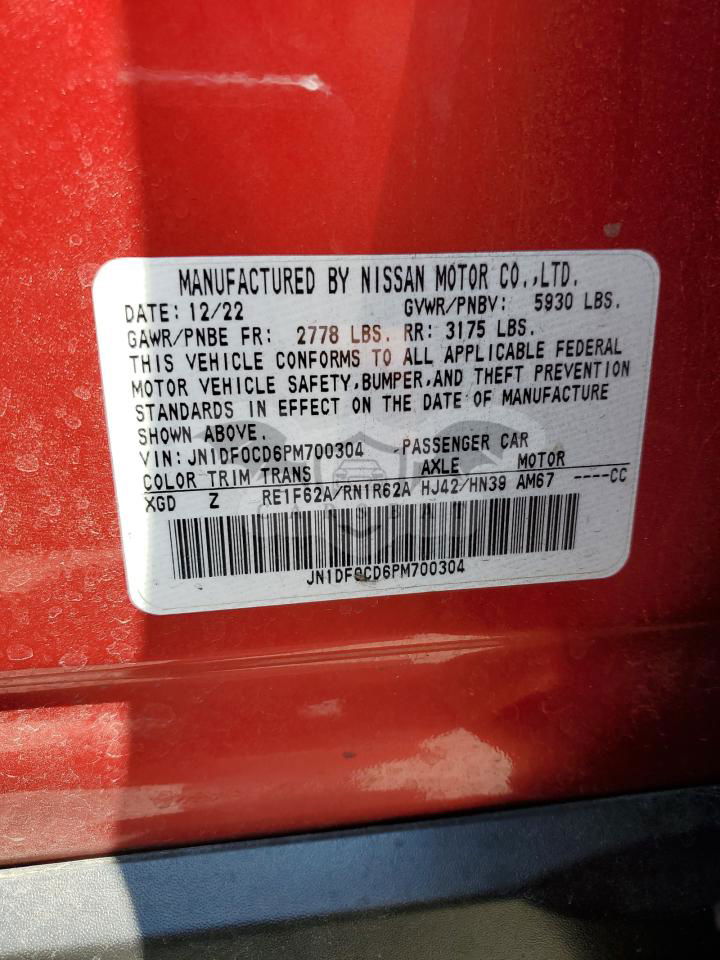 MANUFACTURED BY NISSAN MOTOR CO.,LTD.
DATE: 12/22 GVWR/PNBV: 5930 LBS.
GAWR/PNBE FR: 2778 LBS. RR: 3175 LBS.
THIS VEHICLE CONFORMS TO ALL APPLICABLE FEDERAL
MOTOR VEHICLE SAFETY,BUMPER,AND THEFT PREVENTION
STANDARDS IN EFFECT ON THE DATE OF MANUFACTURE
SHOWN ABOVE.
VIN: JN1DF0CD6PM700304 PASSENGER CAR
COLOR TRIM TRANS AXLE MOTOR
XGD Z RE1F62A/RN1R62A HJ42/HN39 AM67 ----CC
JN1DF0CD6PM700304